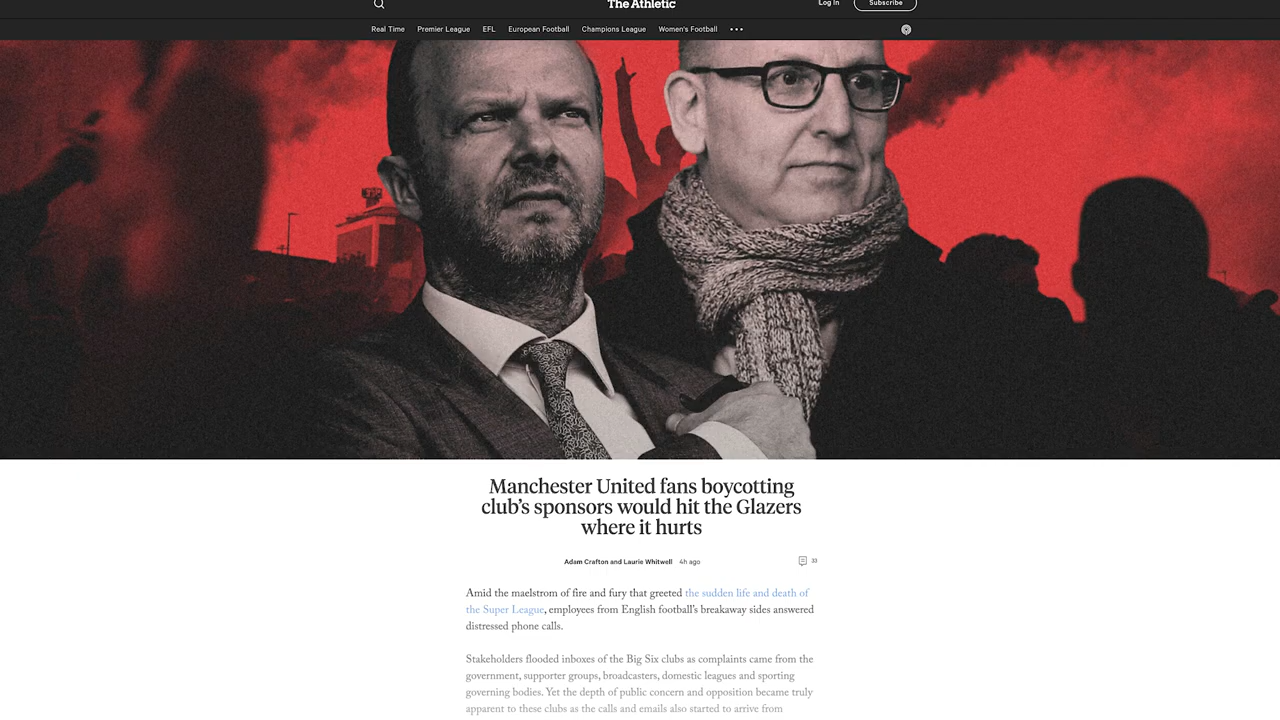 The Athletic
Log In
Subscribe
Real Time
Premier League
EFL
European Football
Champions League
Women's Football
Manchester United fans boycotting
club's sponsors would hit the Glazers
where it hurts
Adam Crafton and Laurie Whitwell 4h ago
33
Amid the maelstrom of fire and fury that greeted the sudden life and death of
the Super League, employees from English football's breakaway sides answered
distressed phone calls.
Stakeholders flooded inboxes of the Big Six clubs as complaints came from the
government, supporter groups, broadcasters, domestic leagues and sporting
governing bodies. Yet the depth of public concern and opposition became truly
apparent to these clubs as the calls and emails also started to arrive from